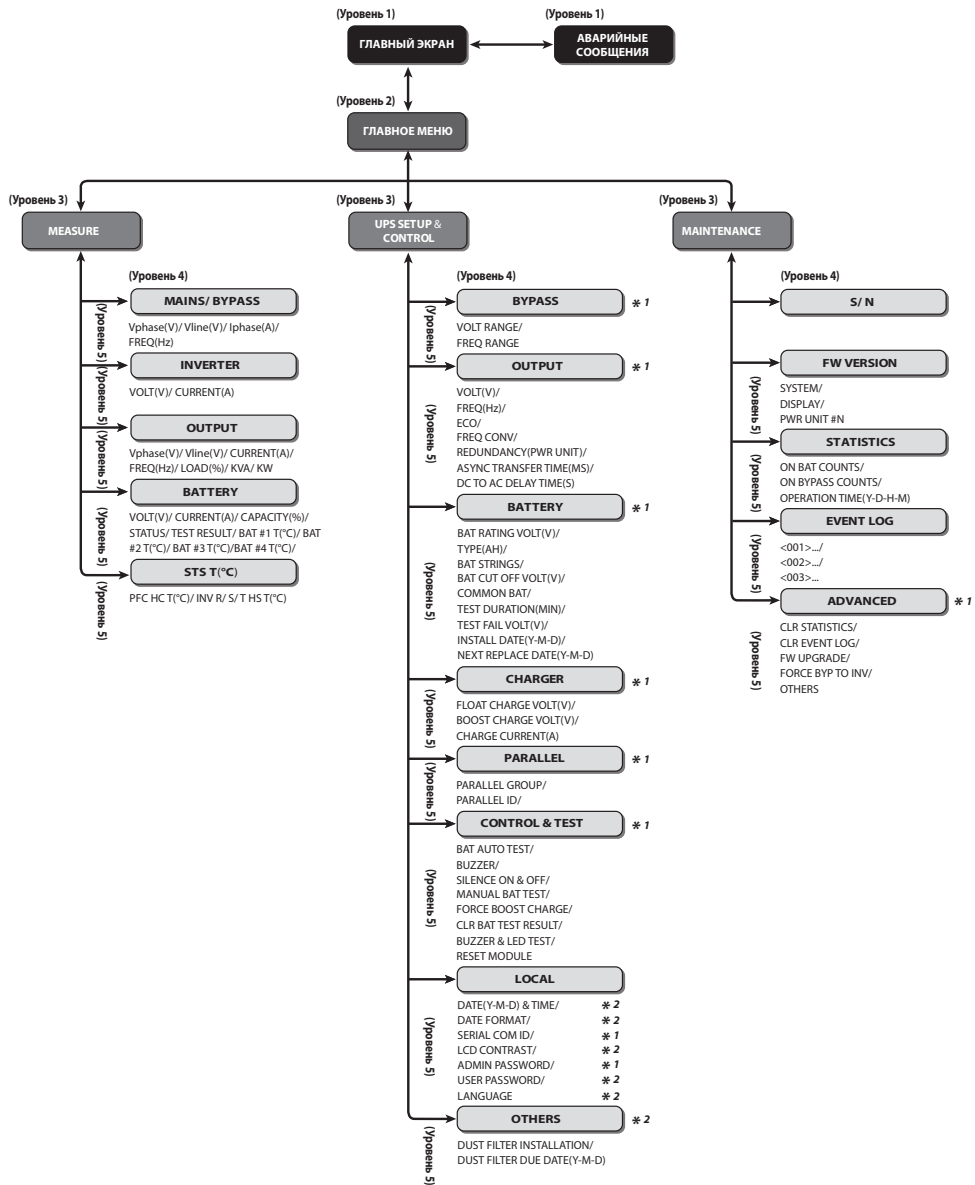 (Уровень 1)
ГЛАВНЫЙ ЭКРАН
(Уровень 1)
АВАРИЙНЫЕ
СООБЩЕНИЯ
(Уровень 2)
ГЛАВНОЕ МЕНЮ
(Уровень 3)
MEASURE
(Уровень 4)
(Уровень 5)
MAINS/ BYPASS
Vphase(V)/ Vline(V)/ Iphase(A)/
FREQ(Hz)
(Уровень 5)
INVERTER
VOLT(V)/ CURRENT(A)
(Уровень 5)
OUTPUT
Vphase(V)/ Vline(V)/ CURRENT(A)/
FREQ(Hz)/ LOAD(%)/ KVA/ KW
(Уровень 5)
BATTERY
VOLT(V)/ CURRENT(A)/ CAPACITY(%)/
STATUS/ TEST RESULT/ BAT #1 T(°C)/ BAT
#2 T(°C)/ BAT #3 T(°C)/BAT #4 T(°C)/
(Уровень 5)
STS T(°C)
PFC HC T(°C)/ INV R/ S/ T HS T(°C)
(Уровень 3)
UPS SETUP &
CONTROL
(Уровень 4)
BYPASS * 1
(Уровень 5)
VOLT RANGE/
FREQ RANGE
OUTPUT * 1
(Уровень 5)
VOLT(V)/
FREQ(Hz)/
ECO/
FREQ CONV/
REDUNDANCY(PWR UNIT)/
ASYNC TRANSFER TIME(MS)/
DC TO AC DELAY TIME(S)
BATTERY * 1
(Уровень 5)
BAT RATING VOLT(V)/
TYPE(AH)/
BAT STRINGS/
BAT CUT OFF VOLT(V)/
COMMON BAT/
TEST DURATION(MIN)/
TEST FAIL VOLT(V)/
INSTALL DATE(Y-M-D)/
NEXT REPLACE DATE(Y-M-D)
CHARGER * 1
(Уровень 5)
FLOAT CHARGE VOLT(V)/
BOOST CHARGE VOLT(V)/
CHARGE CURRENT(A)
PARALLEL * 1
(Уровень 5)
PARALLEL GROUP/
PARALLEL ID/
CONTROL & TEST * 1
(Уровень 5)
BAT AUTO TEST/
BUZZER/
SILENCE ON & OFF/
MANUAL BAT TEST/
FORCE BOOST CHARGE/
CLR BAT TEST RESULT/
BUZZER & LED TEST/
RESET MODULE
LOCAL
(Уровень 5)
DATE(Y-M-D) & TIME/ * 2
DATE FORMAT/ * 2
SERIAL COM ID/ * 1
LCD CONTRAST/ * 2
ADMIN PASSWORD/ * 1
USER PASSWORD/ * 2
LANGUAGE * 2
OTHERS * 2
(Уровень 5)
DUST FILTER INSTALLATION/
DUST FILTER DUE DATE(Y-M-D)
(Уровень 3)
MAINTENANCE
(Уровень 4)
S/ N
FW VERSION
(Уровень 5)
SYSTEM/
DISPLAY/
PWR UNIT #N
STATISTICS
(Уровень 5)
ON BAT COUNTS/
ON BYPASS COUNTS/
OPERATION TIME(Y-D-H-M)
EVENT LOG
(Уровень 5)
<001>.../
<002>.../
<003>...
ADVANCED * 1
(Уровень 5)
CLR STATISTICS/
CLR EVENT LOG/
FW UPGRADE/
FORCE BYP TO INV/
OTHERS